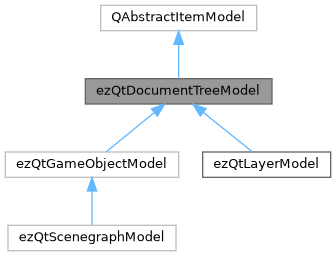 QAbstractItemModel
ezQtDocumentTreeModel
ezQtGameObjectModel
ezQtLayerModel
ezQtScenegraphModel